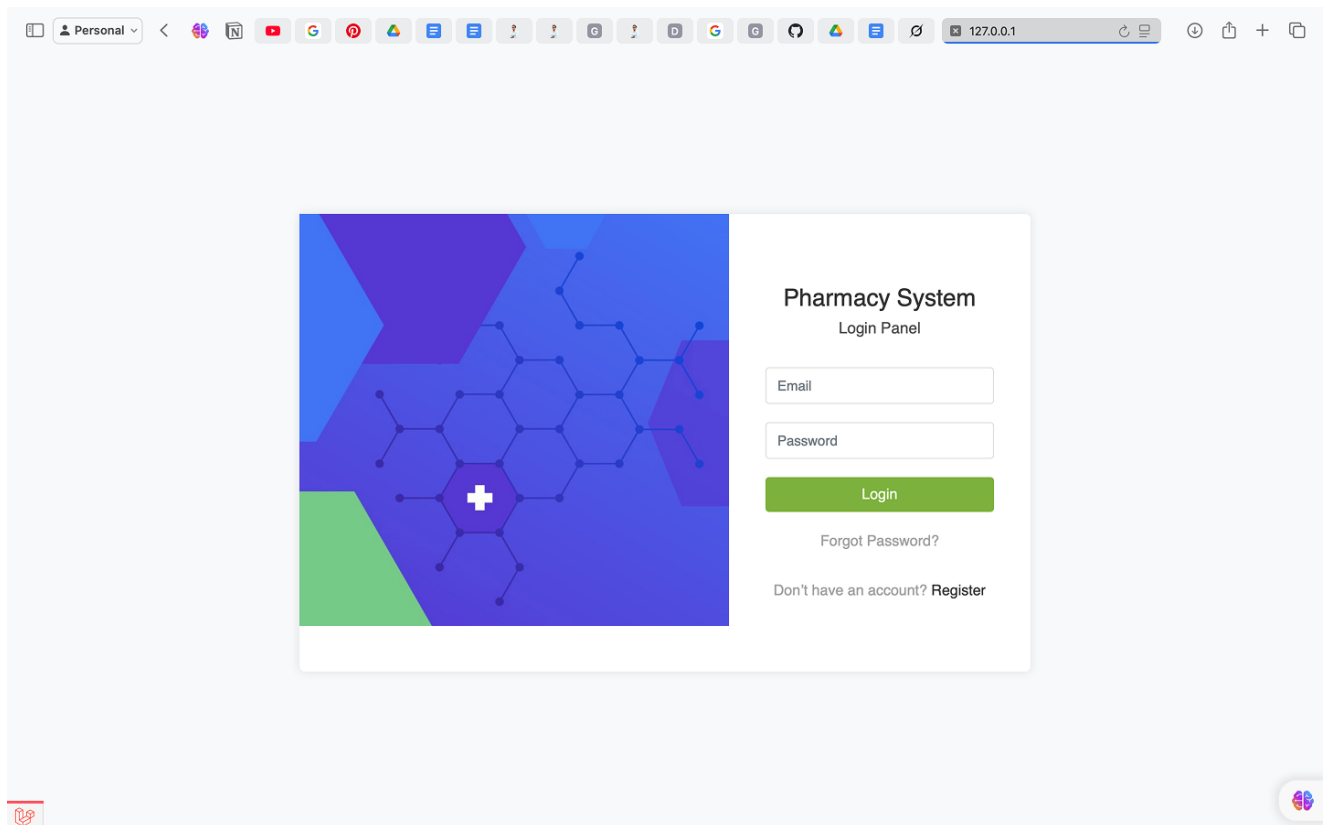 Personal
127.0.0.1
Pharmacy System
Login Panel
Email
Password
Login
Forgot Password?
Don't have an account? Register